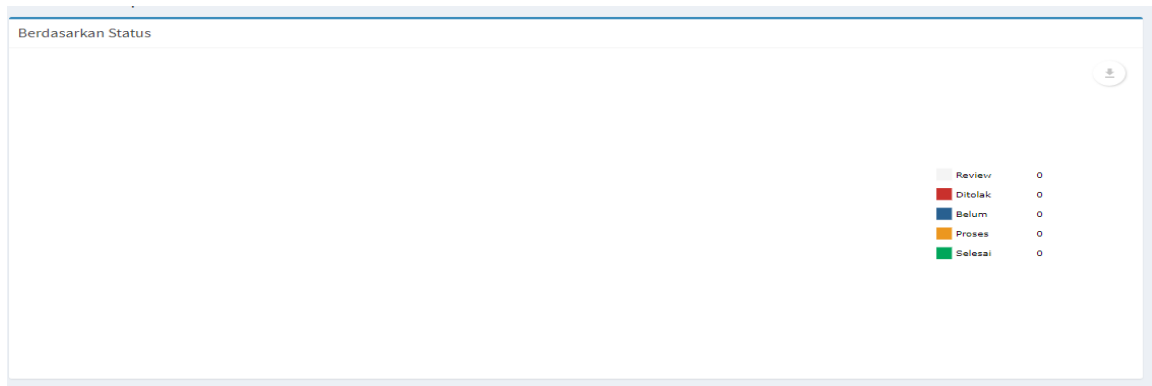 Berdasarkan Status
Review 0
Ditolak 0
Belum 0
Proses 0
Selesai 0